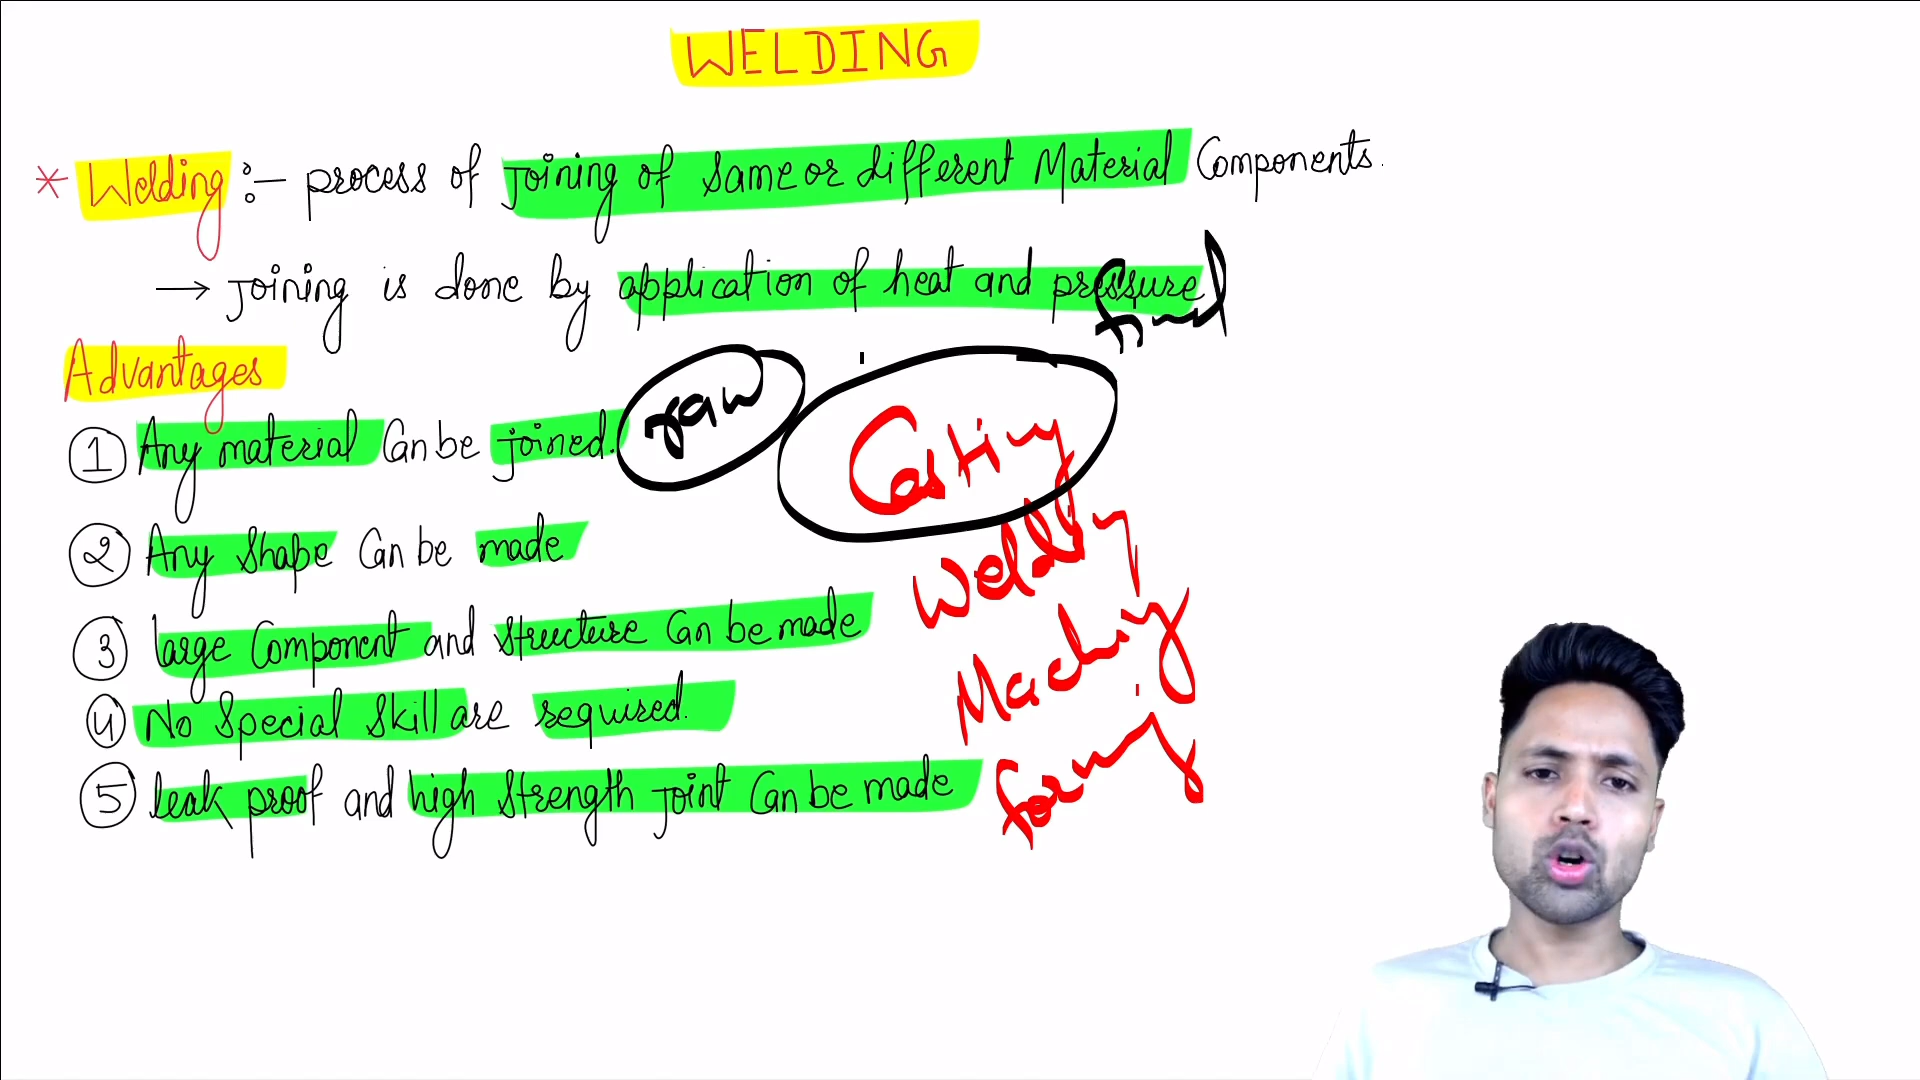 WELDING
* Welding :- process of joining of same or different Material Components.
→ joining is done by application of heat and pressure
final
Advantages
① Any material Can be joined.
raw
Casting
② Any shape Can be made
Welding
③ large Component and structure Can be made
Machining
④ No special skill are required.
⑤ leak proof and high strength joint Can be made
forming